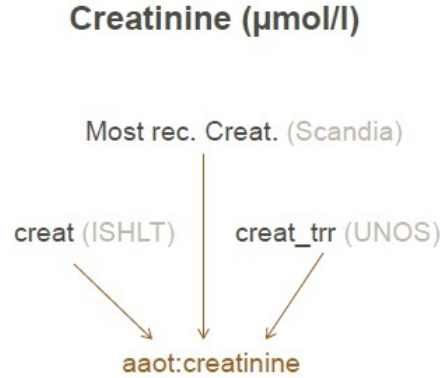 Creatinine (µmol/l)
Most rec. Creat. (Scandia)
creat (ISHLT)
creat_trr (UNOS)
aaot:creatinine